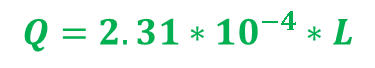 Q = 2.31 * 10⁻⁴ * L